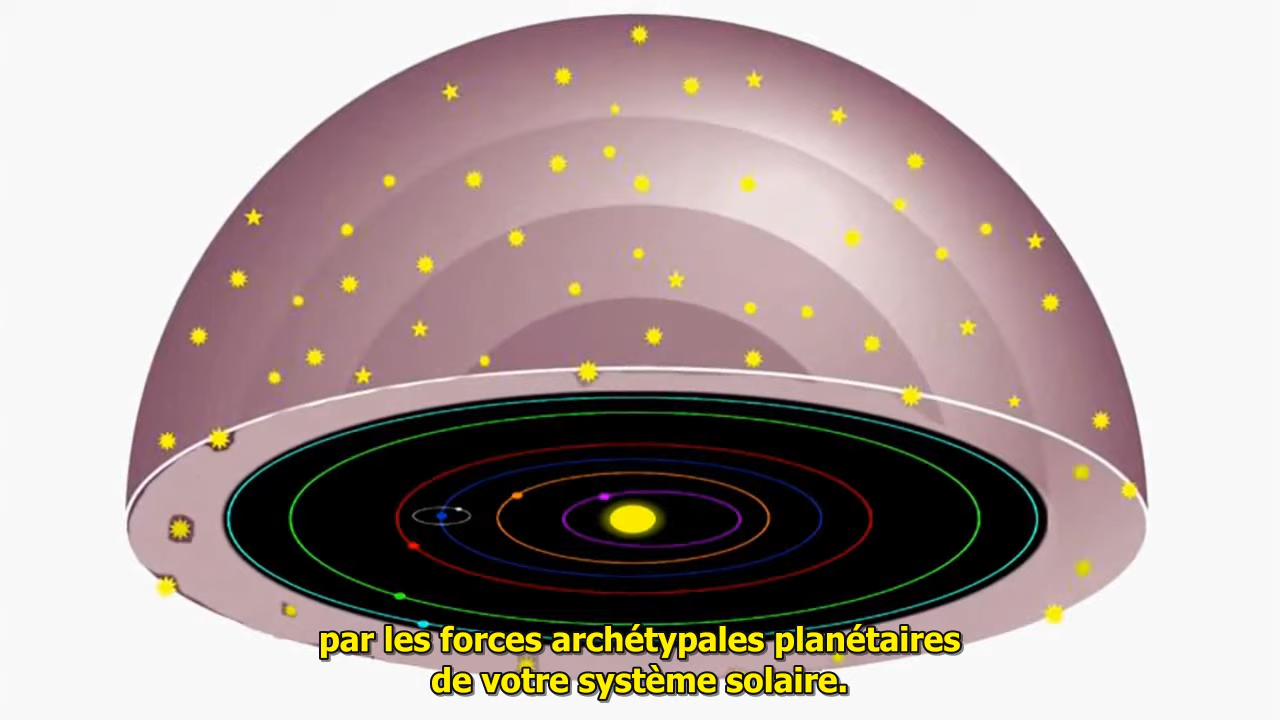 par les forces archétypales planétaires
de votre système solaire.